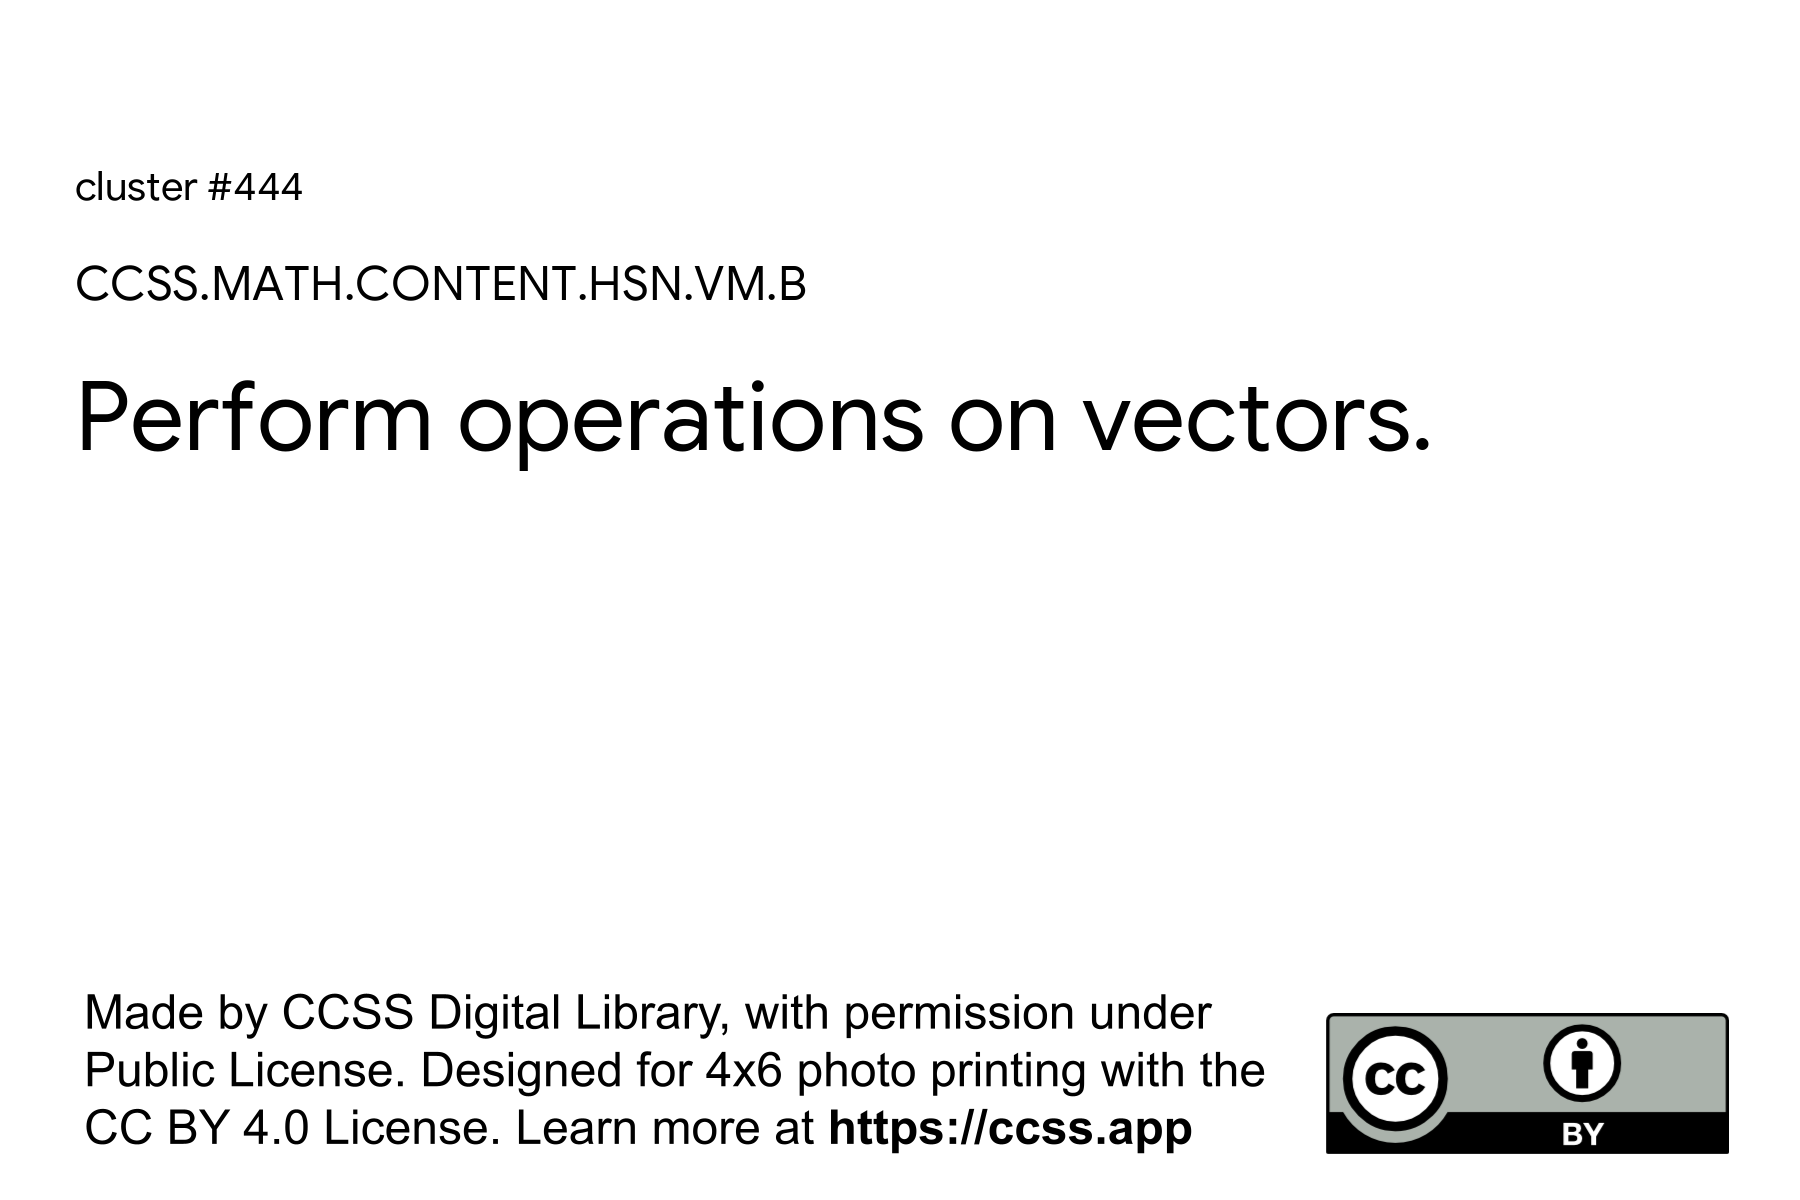 cluster #444
CCSS.MATH.CONTENT.HSN.VM.B
Perform operations on vectors.
Made by CCSS Digital Library, with permission under
Public License. Designed for 4x6 photo printing with the
CC BY 4.0 License. Learn more at https://ccss.app
CC
BY